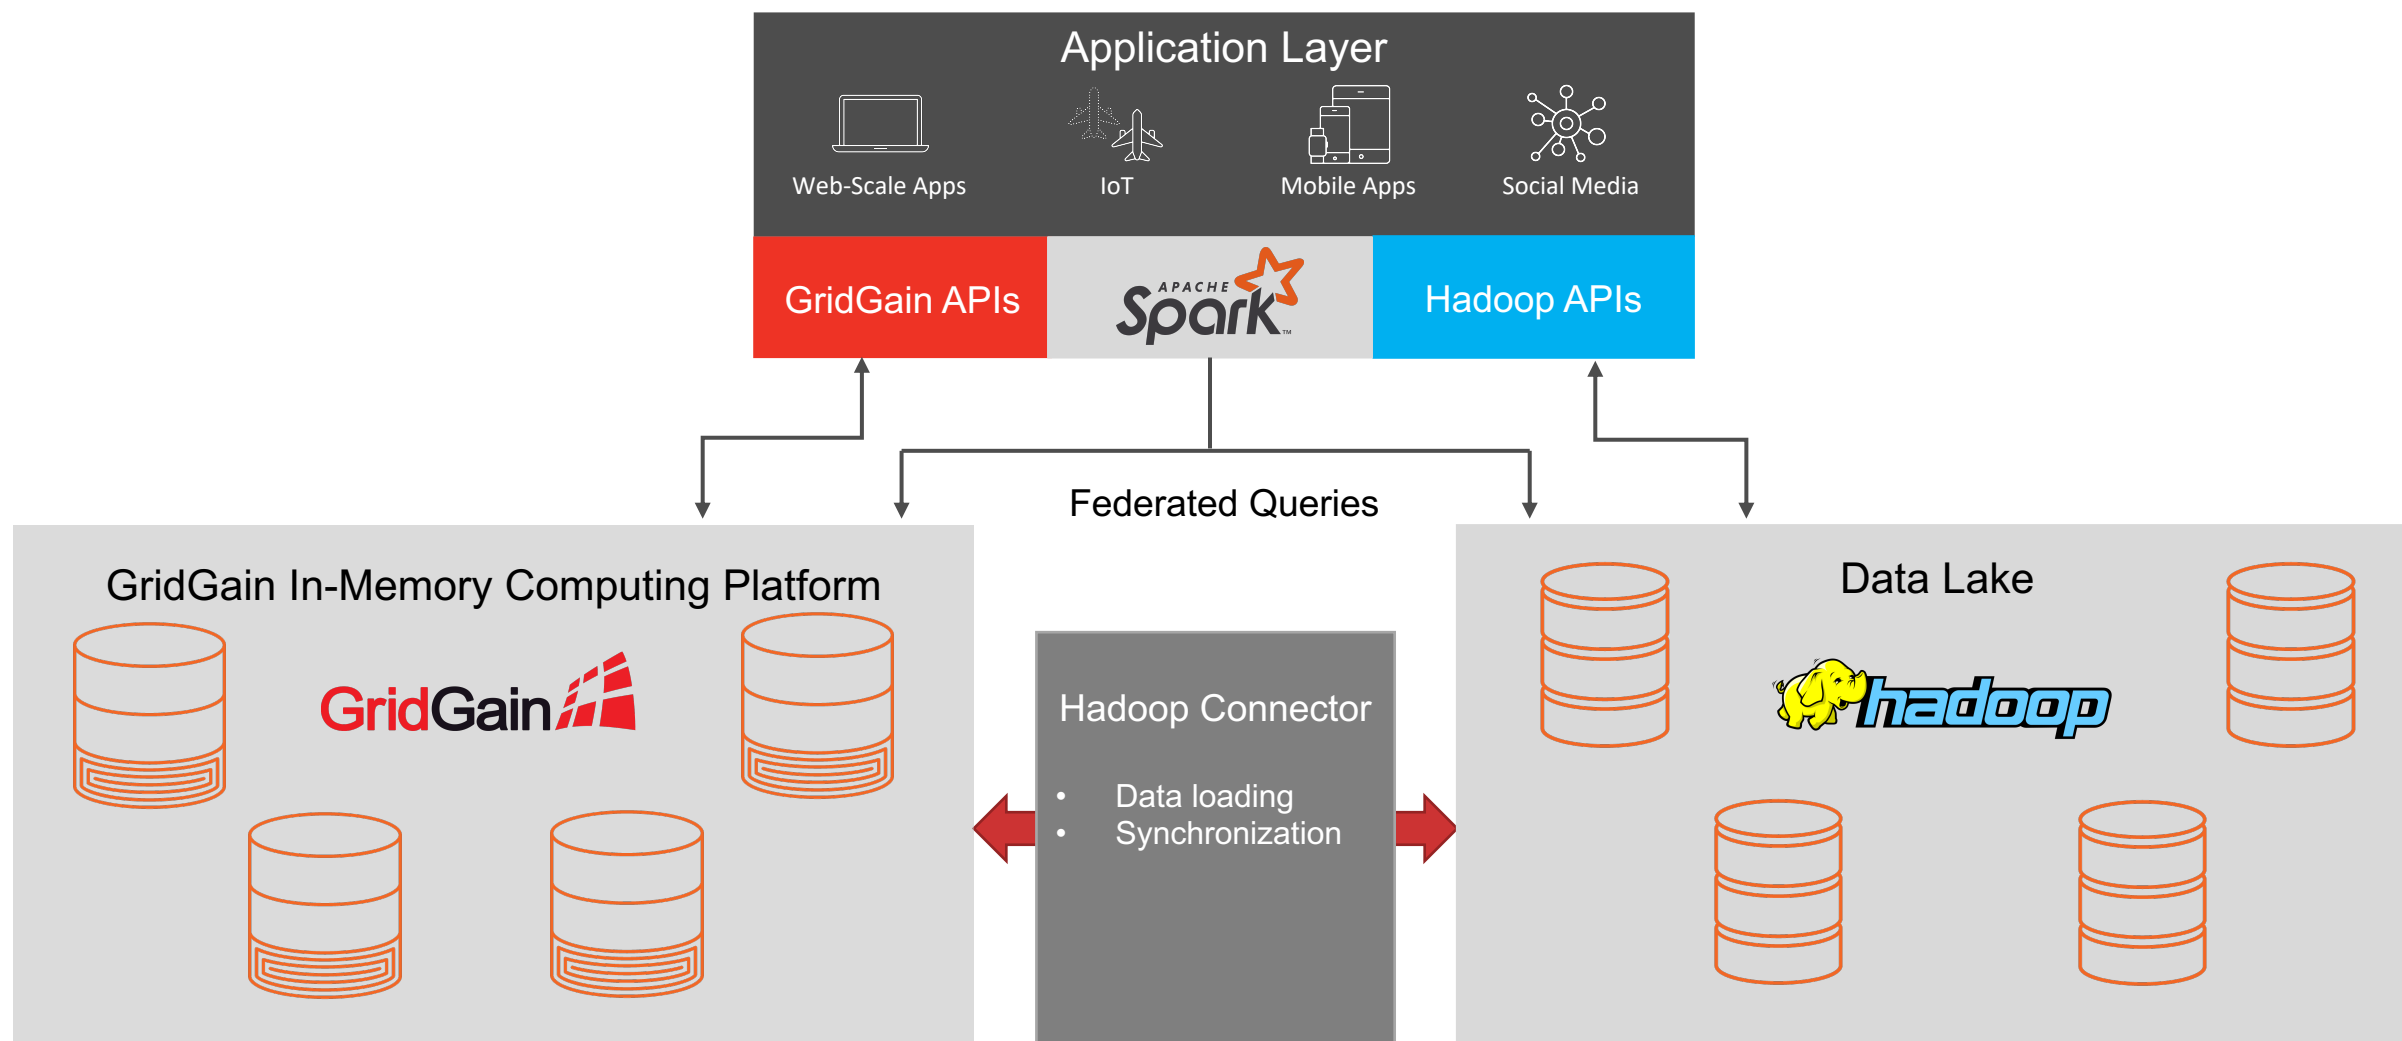 Application Layer
Web-Scale Apps
IoT
Mobile Apps
Social Media
GridGain APIs
APACHE
Spark™
Hadoop APIs
Federated Queries
GridGain In-Memory Computing Platform
GridGain
Hadoop Connector
• Data loading
• Synchronization
Data Lake
hadoop